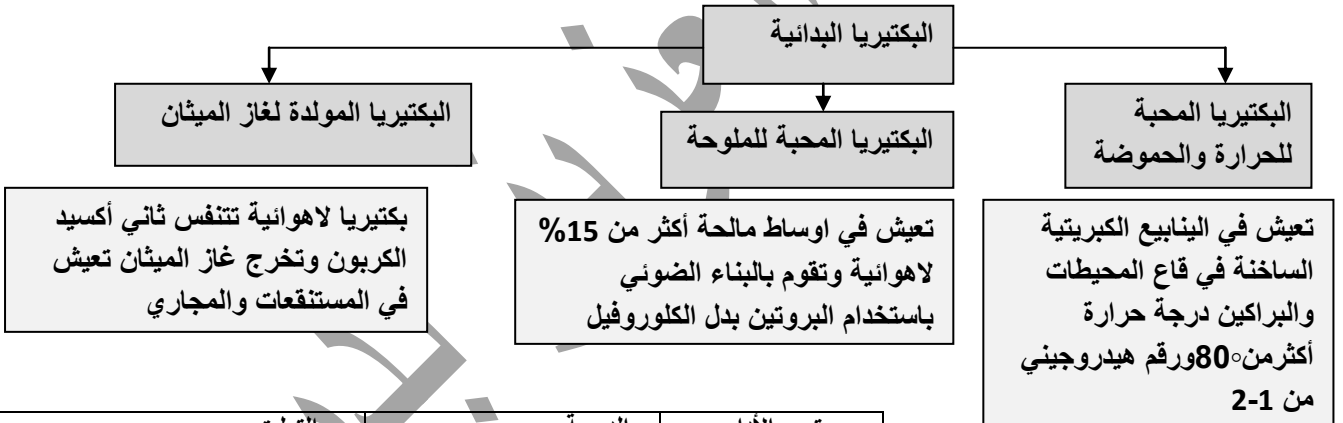 البكتيريا البدائية
البكتيريا المحبة
للحرارة والحموضة
البكتيريا المحبة للملوحة
البكتيريا المولدة لغاز الميثان
تعيش في الينابيع الكبريتية
الساخنة في قاع المحيطات
والبراكين درجة حرارة
أكثرمن◦80ورقم هيدروجيني
من 1-2
تعيش في اوساط مالحة أكثر من 15%
لاهوائية وتقوم بالبناء الضوئي
باستخدام البروتين بدل الكلوروفيل
بكتيريا لاهوائية تتنفس ثاني أكسيد
الكربون وتخرج غاز الميثان تعيش
في المستنقعات والمجاري